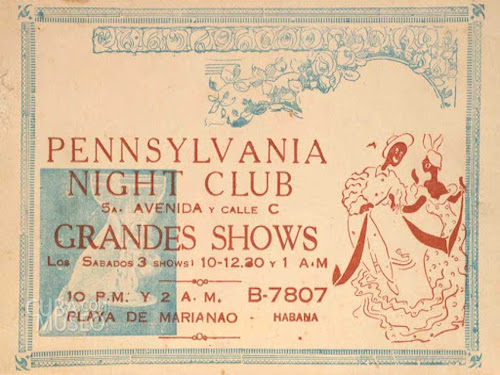 PENNSYLVANIA
NIGHT CLUB
5A. AVENIDA Y CALLE C
GRANDES SHOWS
LOS SABADOS 3 SHOWS: 10-12.30 Y 1 A.M
10 P.M. Y 2 A.M. B-7807
PLAYA DE MARIANAO - HABANA
MUSEO